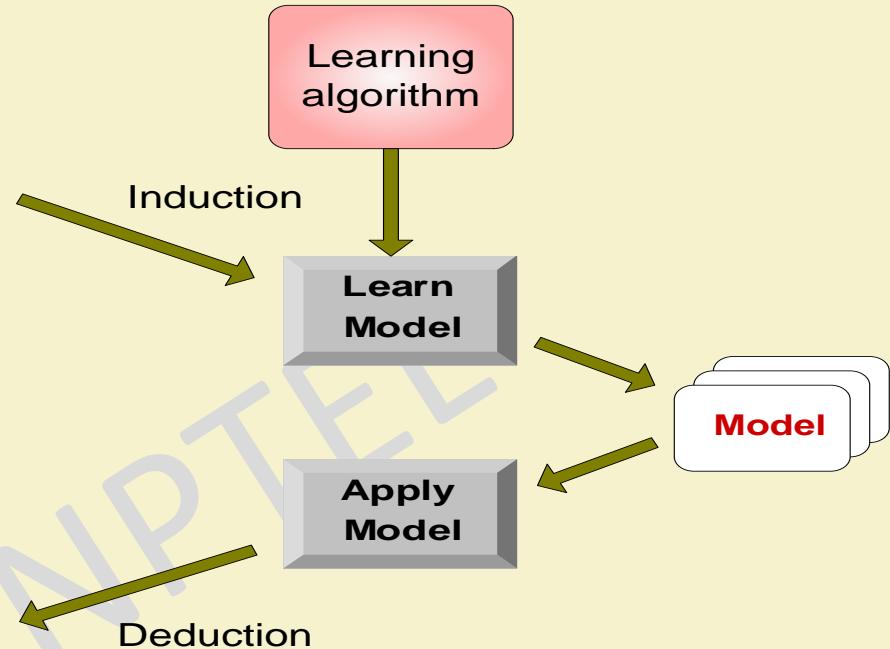 Learning
algorithm
Induction
Learn
Model
Model
Apply
Model
Deduction
NPTEL